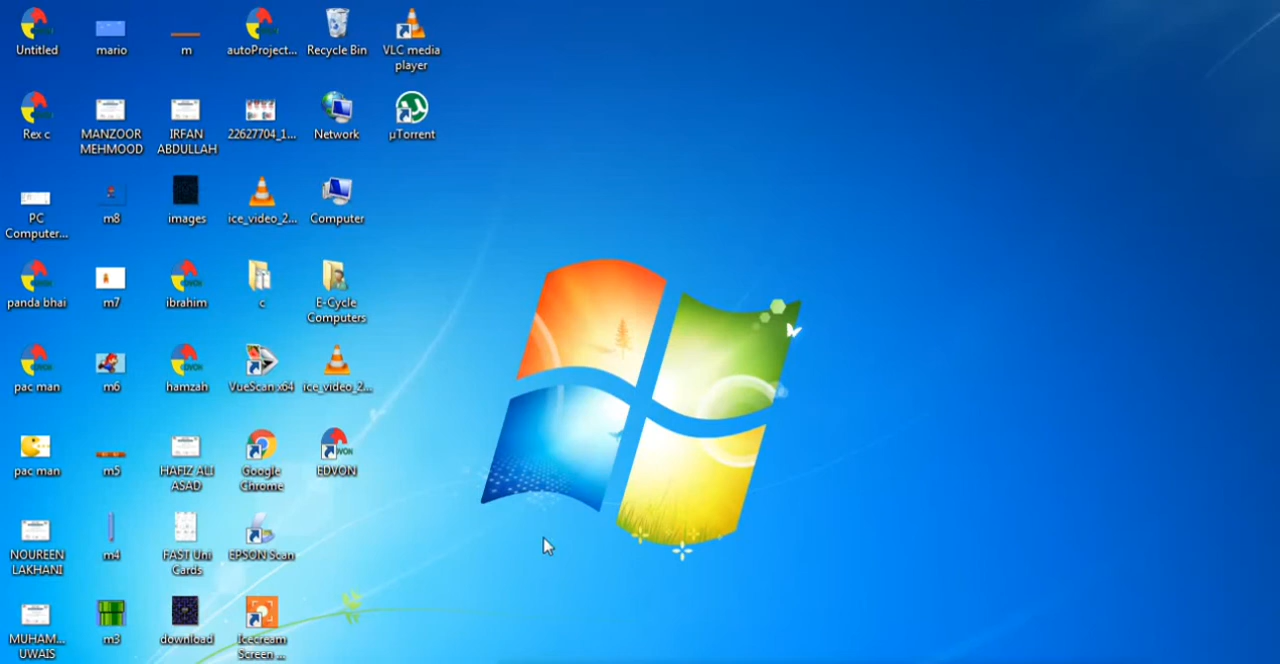 Untitled
mario
m
autoProject...
Recycle Bin
VLC media
player
Rex c
MANZOOR
MEHMOOD
IRFAN
ABDULLAH
22627704_1...
Network
µTorrent
PC
Computer...
m8
images
ice_video_2...
Computer
panda bhai
m7
ibrahim
c
E-Cycle
Computers
pac man
m6
hamzah
VueScan x64
ice_video_2...
pac man
m5
HAFIZ ALI
ASAD
Google
Chrome
EDVON
NOUREEN
LAKHANI
m4
FAST Uni
Cards
EPSON Scan
MUHAM...
UWAIS
m3
download
Icecream
Screen ...